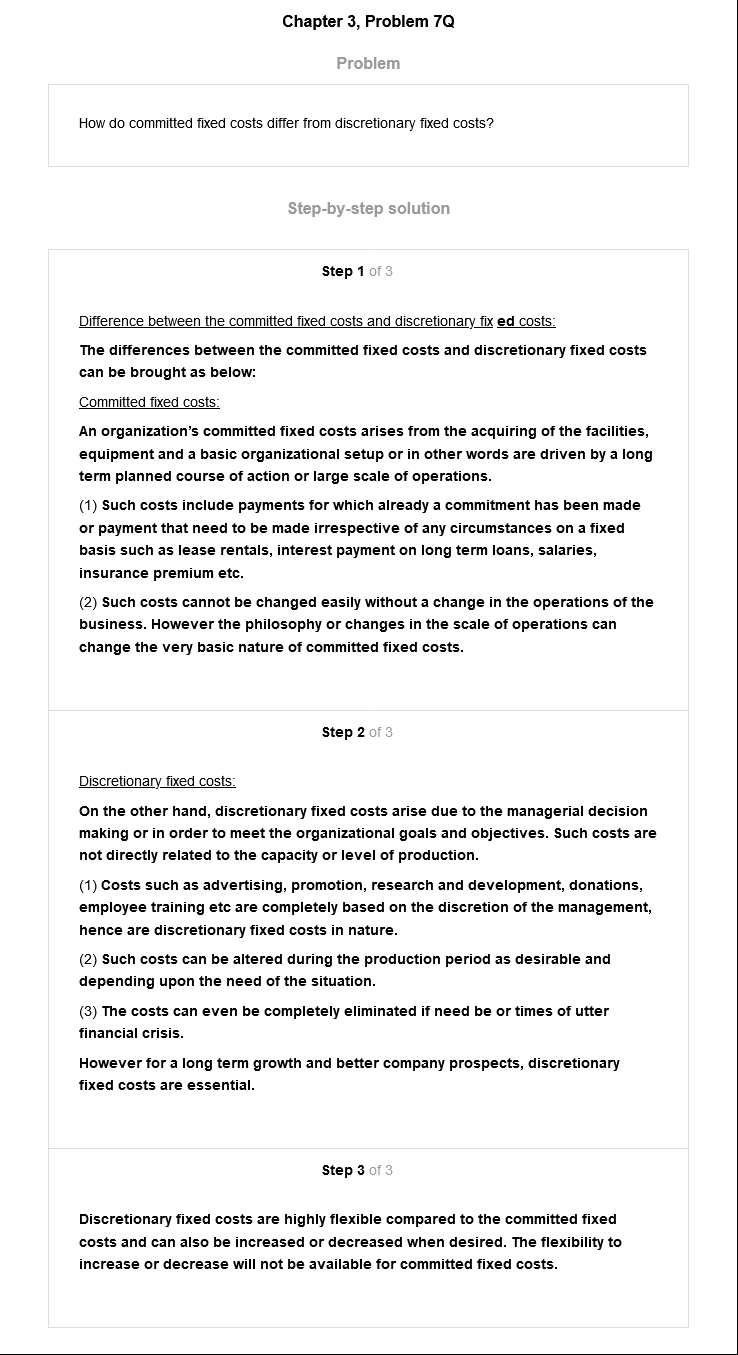 Chapter 3, Problem 7Q
Problem
How do committed fixed costs differ from discretionary fixed costs?
Step-by-step solution
Step 1 of 3
Difference between the committed fixed costs and discretionary fix ed costs:
The differences between the committed fixed costs and discretionary fixed costs
can be brought as below:
Committed fixed costs:
An organization’s committed fixed costs arises from the acquiring of the facilities,
equipment and a basic organizational setup or in other words are driven by a long
term planned course of action or large scale of operations.
(1) Such costs include payments for which already a commitment has been made
or payment that need to be made irrespective of any circumstances on a fixed
basis such as lease rentals, interest payment on long term loans, salaries,
insurance premium etc.
(2) Such costs cannot be changed easily without a change in the operations of the
business. However the philosophy or changes in the scale of operations can
change the very basic nature of committed fixed costs.
Step 2 of 3
Discretionary fixed costs:
On the other hand, discretionary fixed costs arise due to the managerial decision
making or in order to meet the organizational goals and objectives. Such costs are
not directly related to the capacity or level of production.
(1) Costs such as advertising, promotion, research and development, donations,
employee training etc are completely based on the discretion of the management,
hence are discretionary fixed costs in nature.
(2) Such costs can be altered during the production period as desirable and
depending upon the need of the situation.
(3) The costs can even be completely eliminated if need be or times of utter
financial crisis.
However for a long term growth and better company prospects, discretionary
fixed costs are essential.
Step 3 of 3
Discretionary fixed costs are highly flexible compared to the committed fixed
costs and can also be increased or decreased when desired. The flexibility to
increase or decrease will not be available for committed fixed costs.